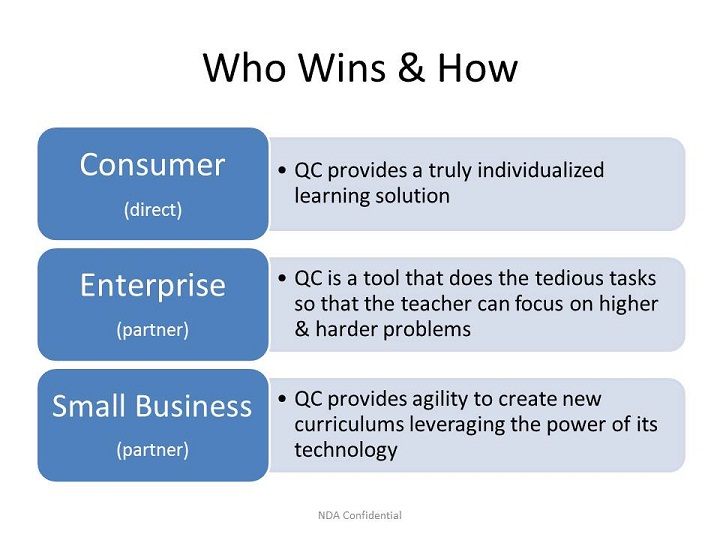 Who Wins & How
Consumer
(direct)
• QC provides a truly individualized
learning solution
Enterprise
(partner)
• QC is a tool that does the tedious tasks
so that the teacher can focus on higher
& harder problems
Small Business
(partner)
• QC provides agility to create new
curriculums leveraging the power of its
technology
NDA Confidential